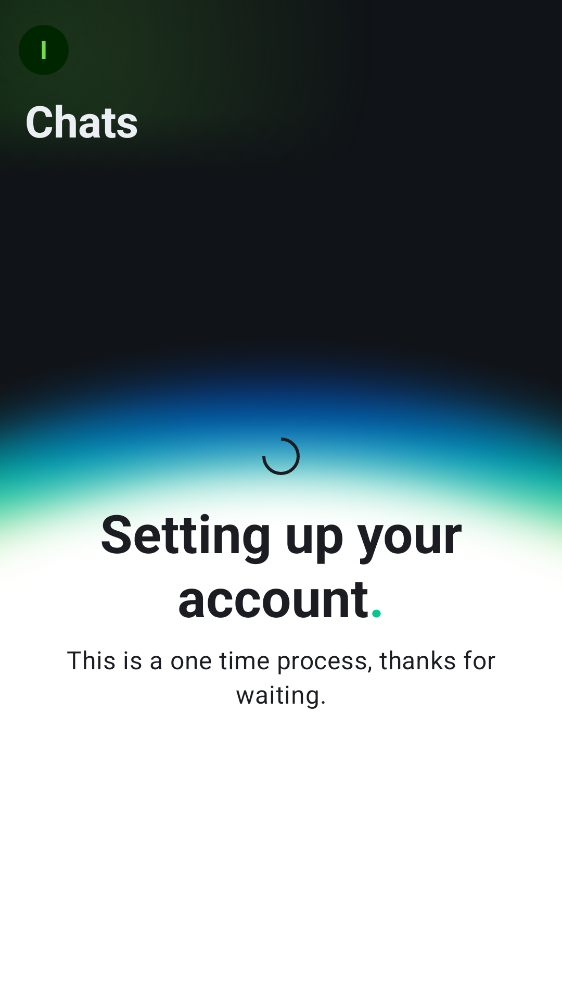 I
Chats
Setting up your
account.
This is a one time process, thanks for
waiting.